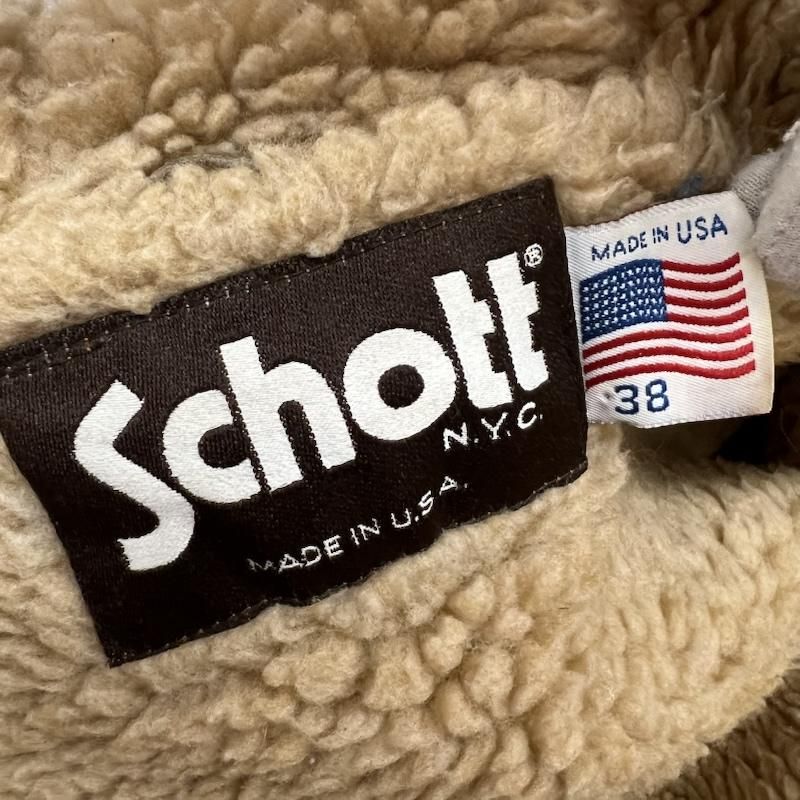 Schott®
N.Y.C.
MADE IN U.S.A.
MADE IN USA
38